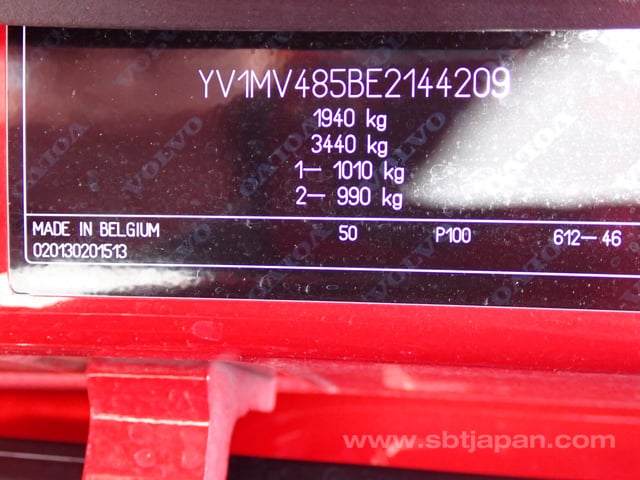 YV1MV485BE2144209
1940 kg
3440 kg
1– 1010 kg
2– 990 kg
MADE IN BELGIUM 50 P100 612–46
020130201513
VOLVO
www.sbtjapan.com